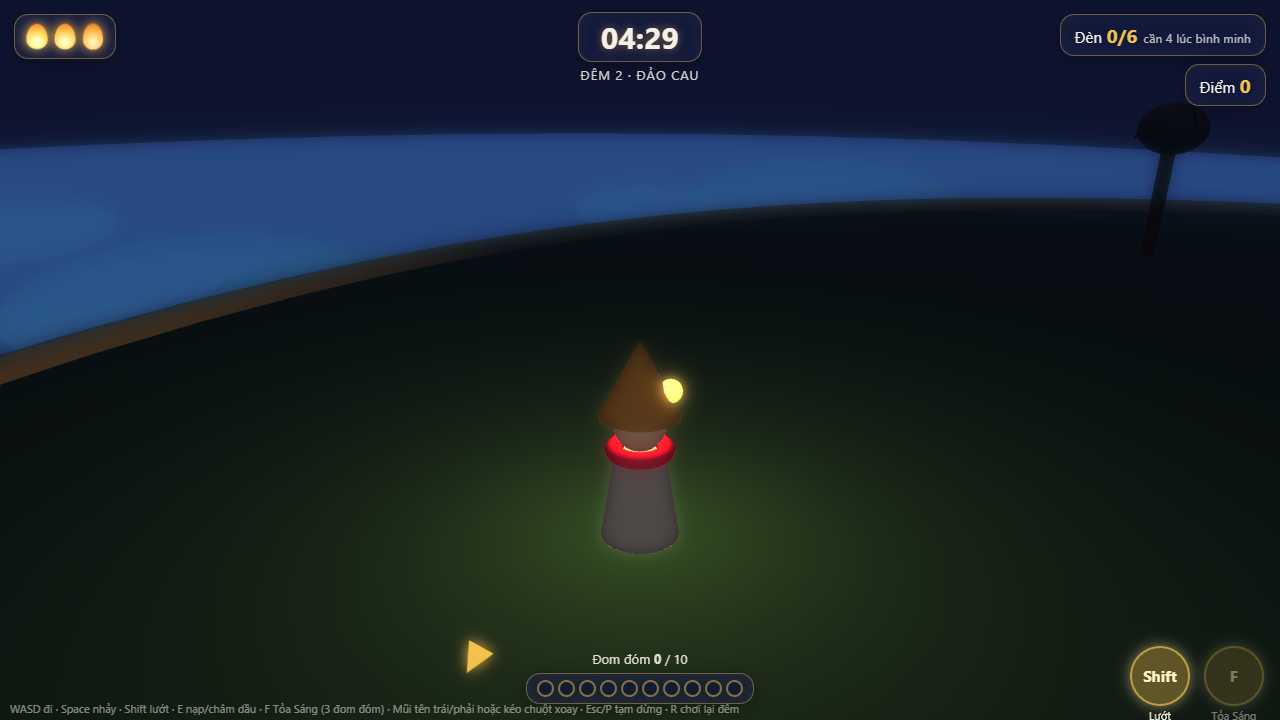 04:29
ĐÊM 2 · ĐẢO CAU
Đèn 0/6 cần 4 lúc bình minh
Điểm 0
Đom đóm 0 / 10
Shift
F
Lướt
Tỏa Sáng
WASD đi · Space nhảy · Shift lướt · E nạp/châm dầu · F Tỏa Sáng (3 đom đóm) · Mũi tên trái/phải hoặc kéo chuột xoay · Esc/P tạm dừng · R chơi lại đêm